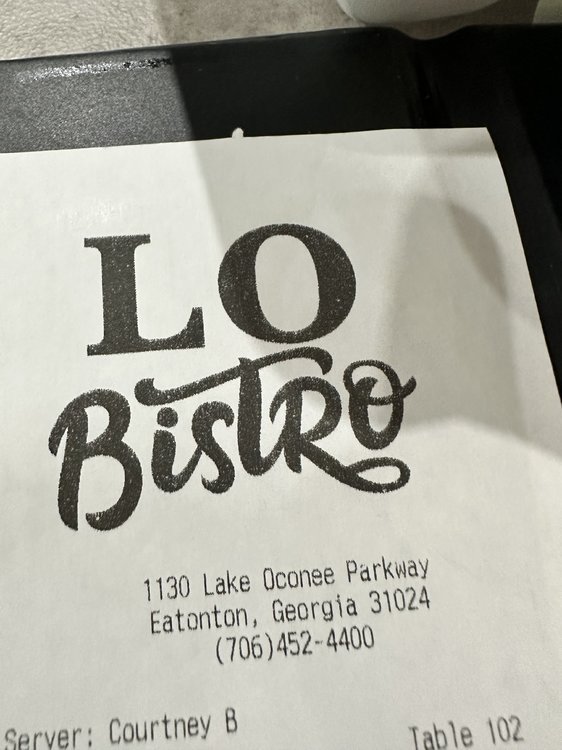 LO
BisTRO
1130 Lake Oconee Parkway
Eatonton, Georgia 31024
(706)452-4400
Server: Courtney B
Table 102